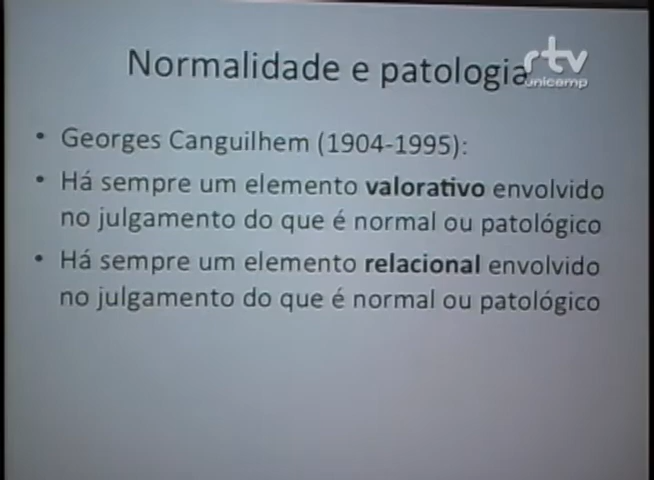 Normalidade e patologia
rtv
unicamp
• Georges Canguilhem (1904-1995):
• Há sempre um elemento valorativo envolvido
no julgamento do que é normal ou patológico
• Há sempre um elemento relacional envolvido
no julgamento do que é normal ou patológico